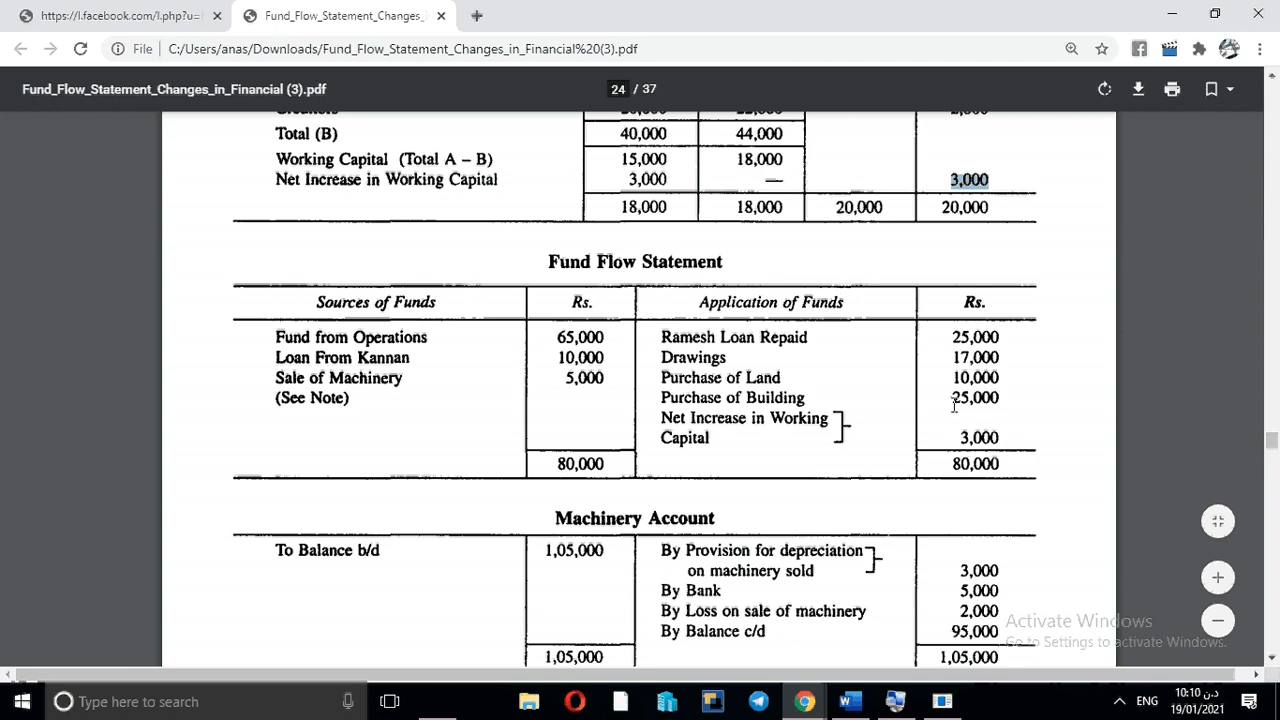 https://l.facebook.com/l.php?u=
Fund_Flow_Statement_Changes_
File C:/Users/anas/Downloads/Fund_Flow_Statement_Changes_in_Financial%20(3).pdf
Fund_Flow_Statement_Changes_in_Financial (3).pdf 24 / 37
Total (B) 40,000 44,000
Working Capital (Total A – B) 15,000 18,000
Net Increase in Working Capital 3,000 — 3,000
18,000 18,000 20,000 20,000
Fund Flow Statement
Sources of Funds Rs. Application of Funds Rs.
Fund from Operations 65,000 Ramesh Loan Repaid 25,000
Loan From Kannan 10,000 Drawings 17,000
Sale of Machinery 5,000 Purchase of Land 10,000
(See Note) Purchase of Building 25,000
Net Increase in Working
Capital 3,000
80,000 80,000
Machinery Account
To Balance b/d 1,05,000 By Provision for depreciation
on machinery sold 3,000
By Bank 5,000
By Loss on sale of machinery 2,000
By Balance c/d 95,000
1,05,000 1,05,000
Activate Windows
Go to Settings to activate Windows.
Type here to search
ENG
10:10 د.ن
19/01/2021